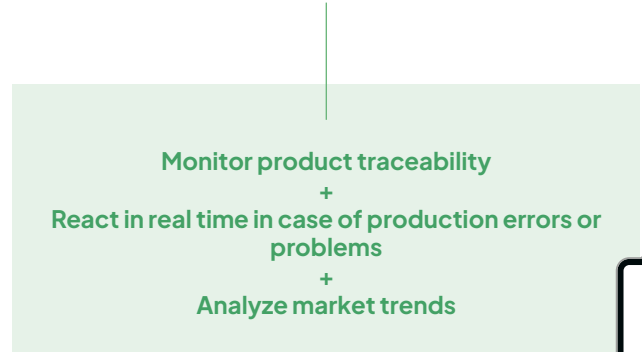 Monitor product traceability
+
React in real time in case of production errors or
problems
+
Analyze market trends